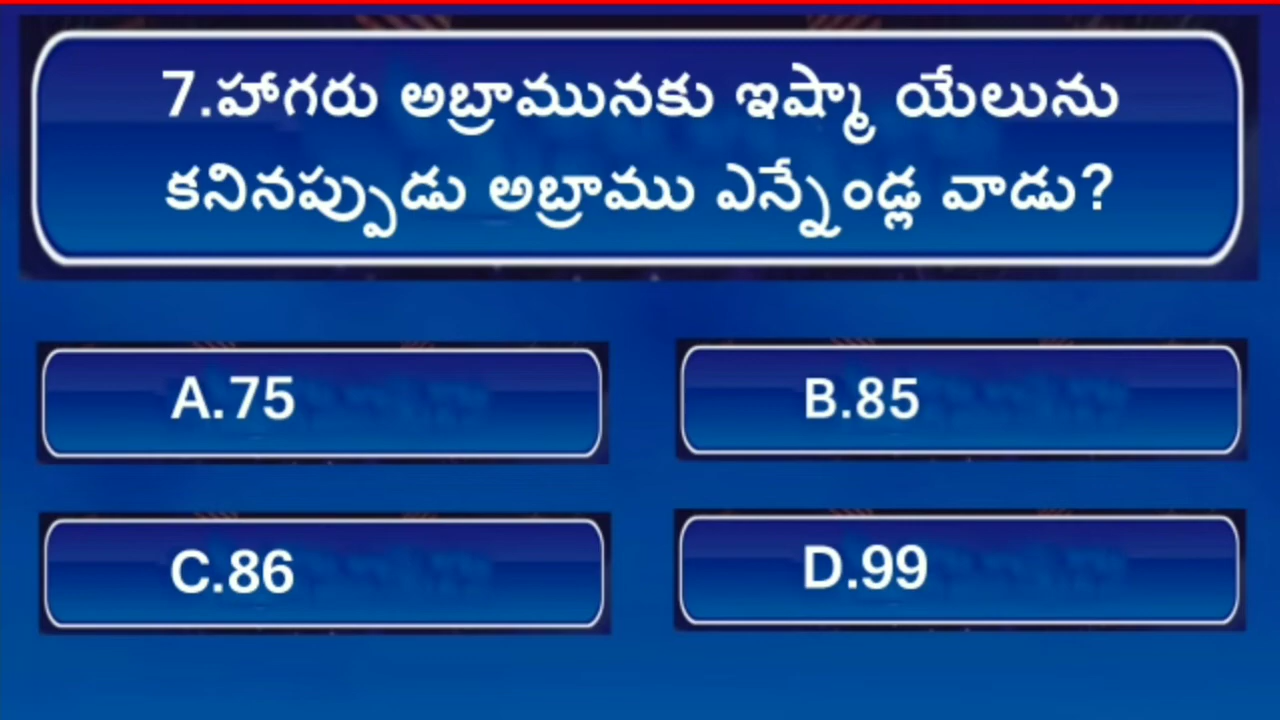 7.హాగరు అబ్రామునకు ఇష్మా యేలును
కనినప్పుడు అబ్రాము ఎన్నేండ్ల వాడు?
A.75
B.85
C.86
D.99